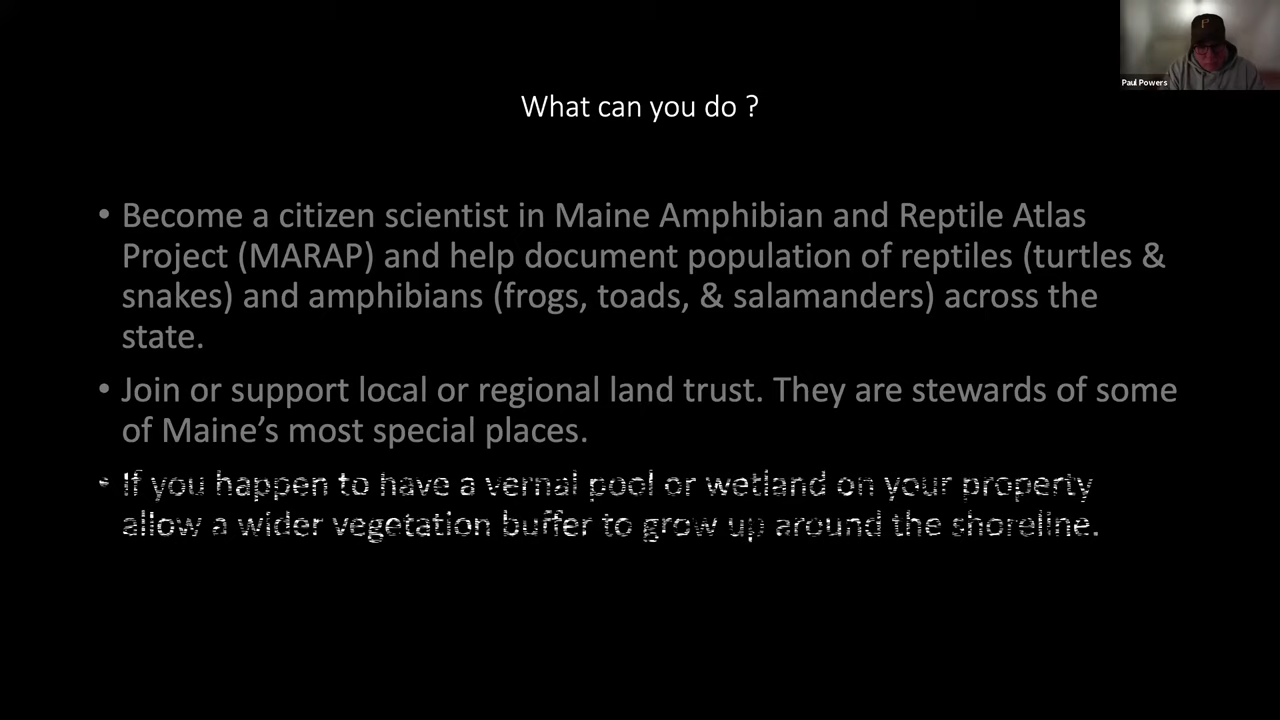 Paul Powers
What can you do ?
• Become a citizen scientist in Maine Amphibian and Reptile Atlas
Project (MARAP) and help document population of reptiles (turtles &
snakes) and amphibians (frogs, toads, & salamanders) across the
state.
• Join or support local or regional land trust. They are stewards of some
of Maine’s most special places.
• If you happen to have a vernal pool or wetland on your property
allow a wider vegetation buffer to grow up around the shoreline.